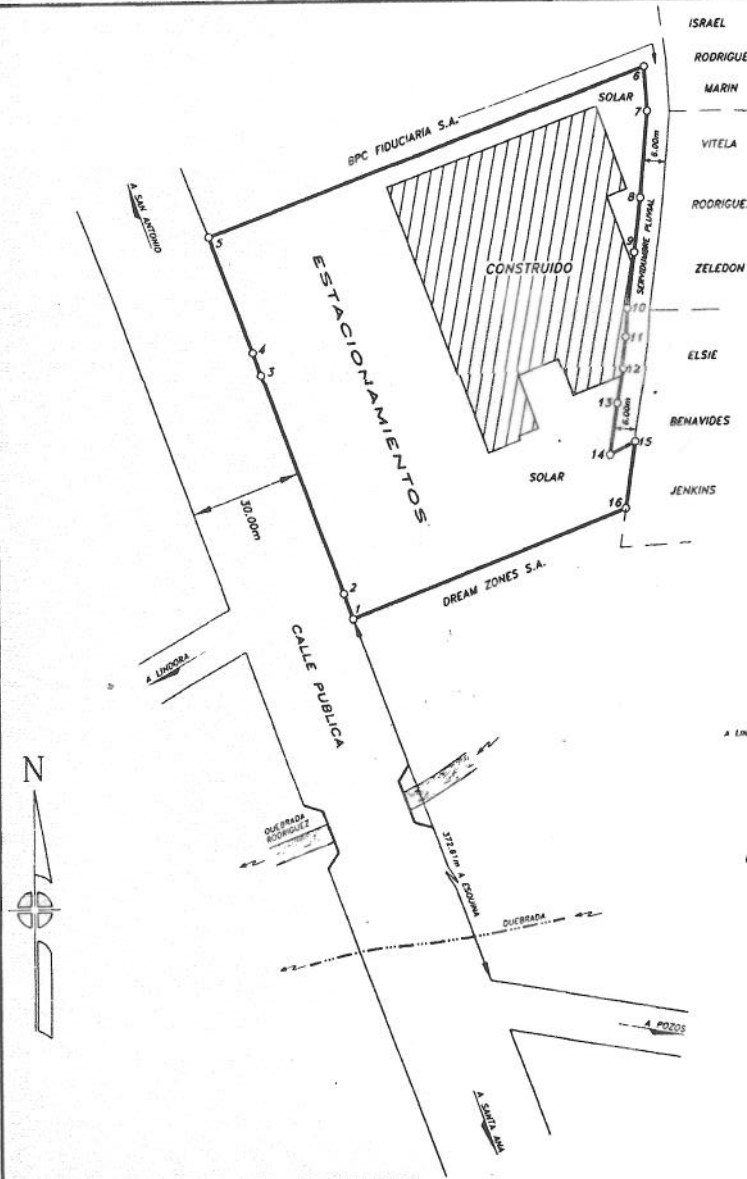 ISRAEL
RODRIGUE
MARIN
6
SOLAR
7
BPC FIDUCIARIA S.A.
6.00m
VITELA
A SAN ANTONIO
8
RODRIGUEZ
SERVIDUMBRE PLUVIAL
5
9
CONSTRUIDO
ZELEDON
ESTACIONAMIENTOS
10
11
4
ELSIE
3
12
13
6.00m
BENAVIDES
15
14
SOLAR
30.00m
JENKINS
16
DREAM ZONES S.A.
2
1
CALLE PUBLICA
A LINDORA
A LIN
N
QUEBRADA
RODRIGUEZ
372.61m A ESQUINA
QUEBRADA
A POZOS
A SANTA ANA